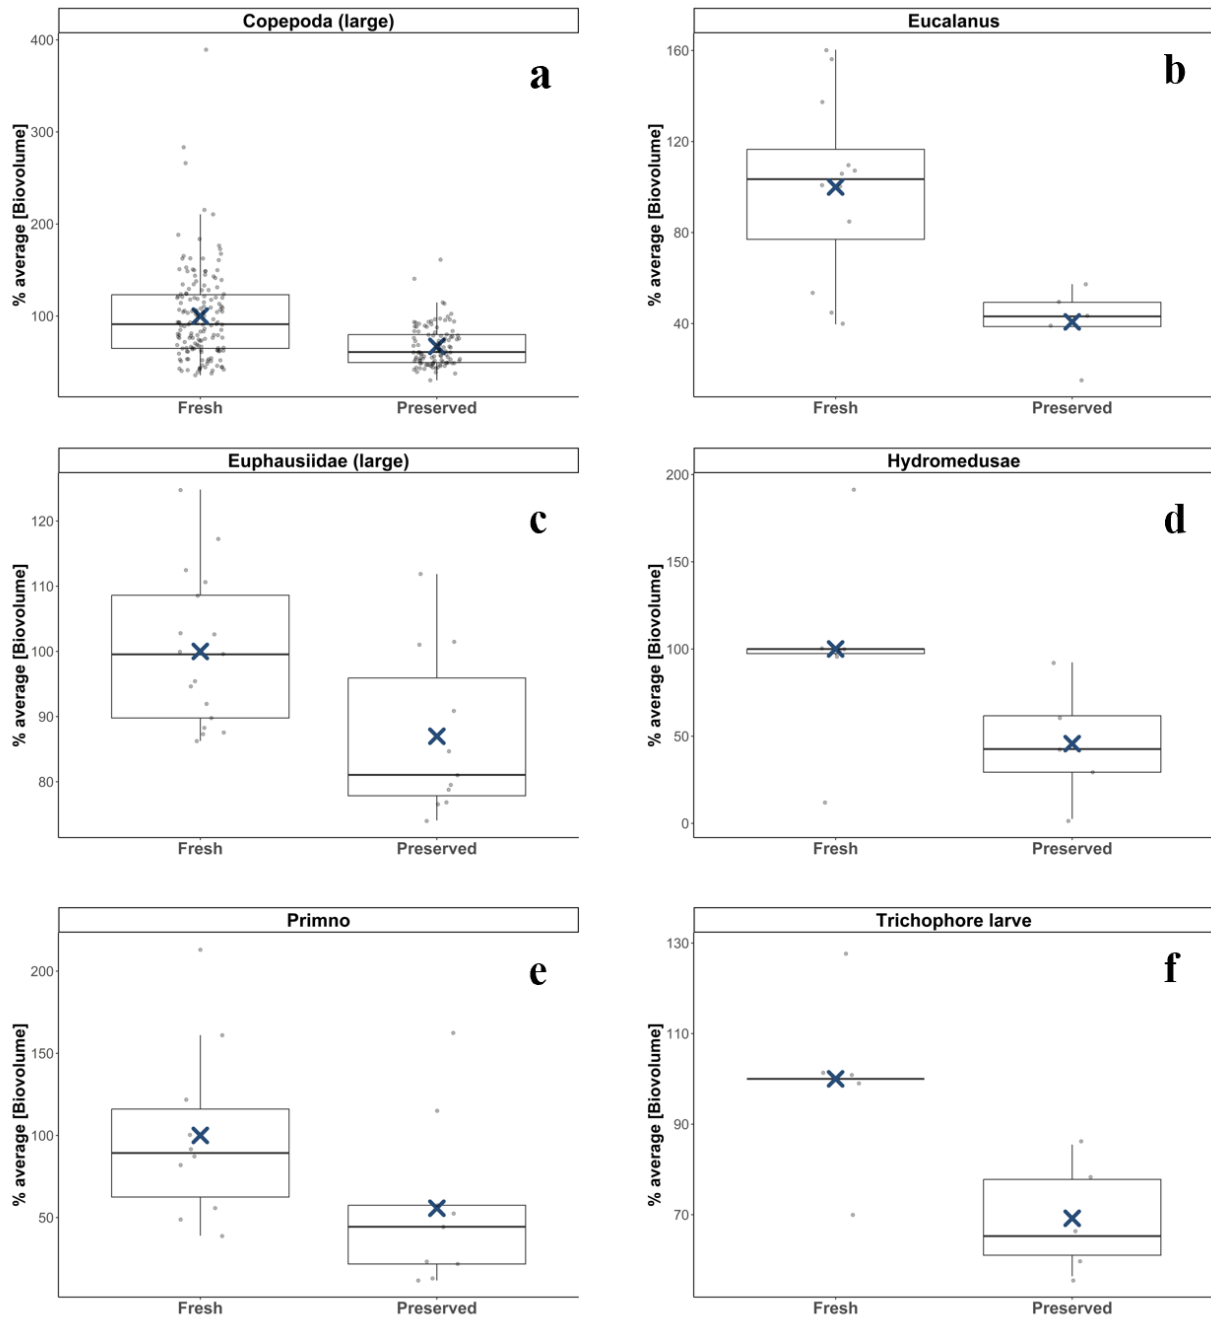 Copepoda (large)
a
% average [Biovolume]
400
300
200
100
Fresh
Preserved
Eucalanus
b
% average [Biovolume]
160
120
80
40
Fresh
Preserved
Euphausiidae (large)
c
% average [Biovolume]
120
110
100
90
80
Fresh
Preserved
Hydromedusae
d
% average [Biovolume]
200
150
100
50
0
Fresh
Preserved
Primno
e
% average [Biovolume]
200
150
100
50
Fresh
Preserved
Trichophore larve
f
% average [Biovolume]
130
110
90
70
Fresh
Preserved